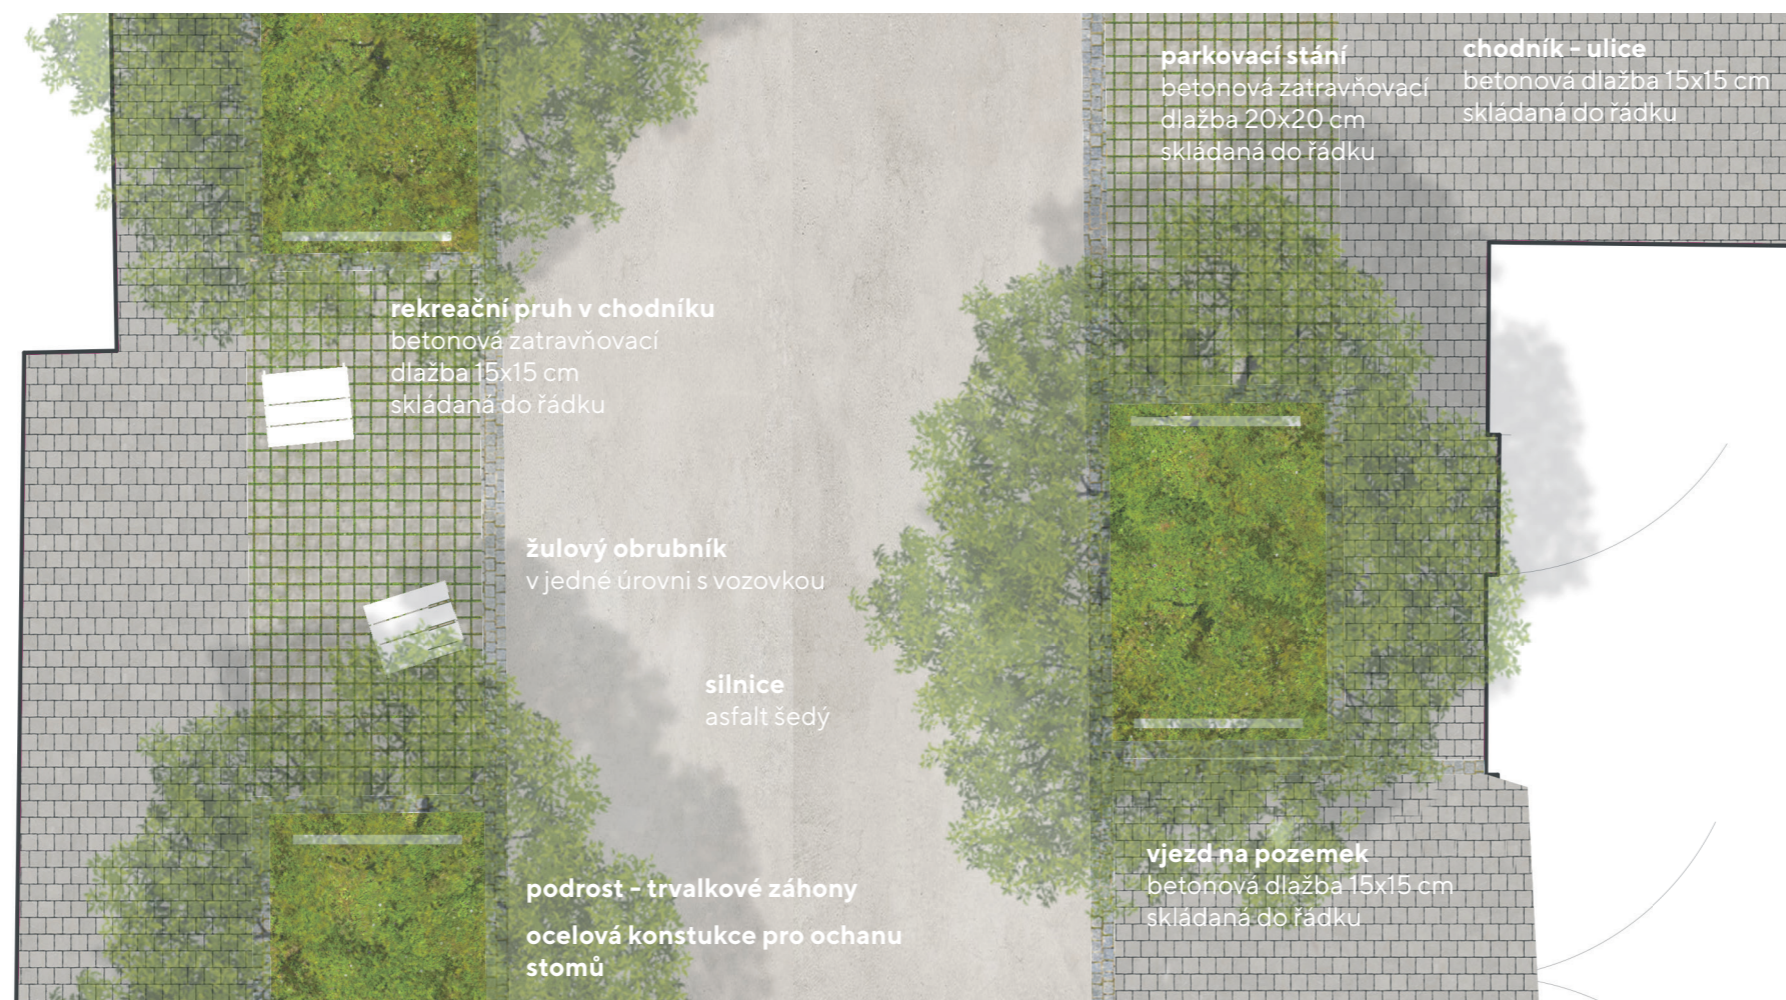 parkovací stání
betonová zatravňovací
dlažba 20x20 cm
skládaná do řádku
chodník - ulice
betonová dlažba 15x15 cm
skládaná do řádku
rekreační pruh v chodníku
betonová zatravňovací
dlažba 15x15 cm
skládaná do řádku
žulový obrubník
v jedné úrovni s vozovkou
silnice
asfalt šedý
vjezd na pozemek
betonová dlažba 15x15 cm
skládaná do řádku
podrost - trvalkové záhony
ocelová konstukce pro ochanu
stomů